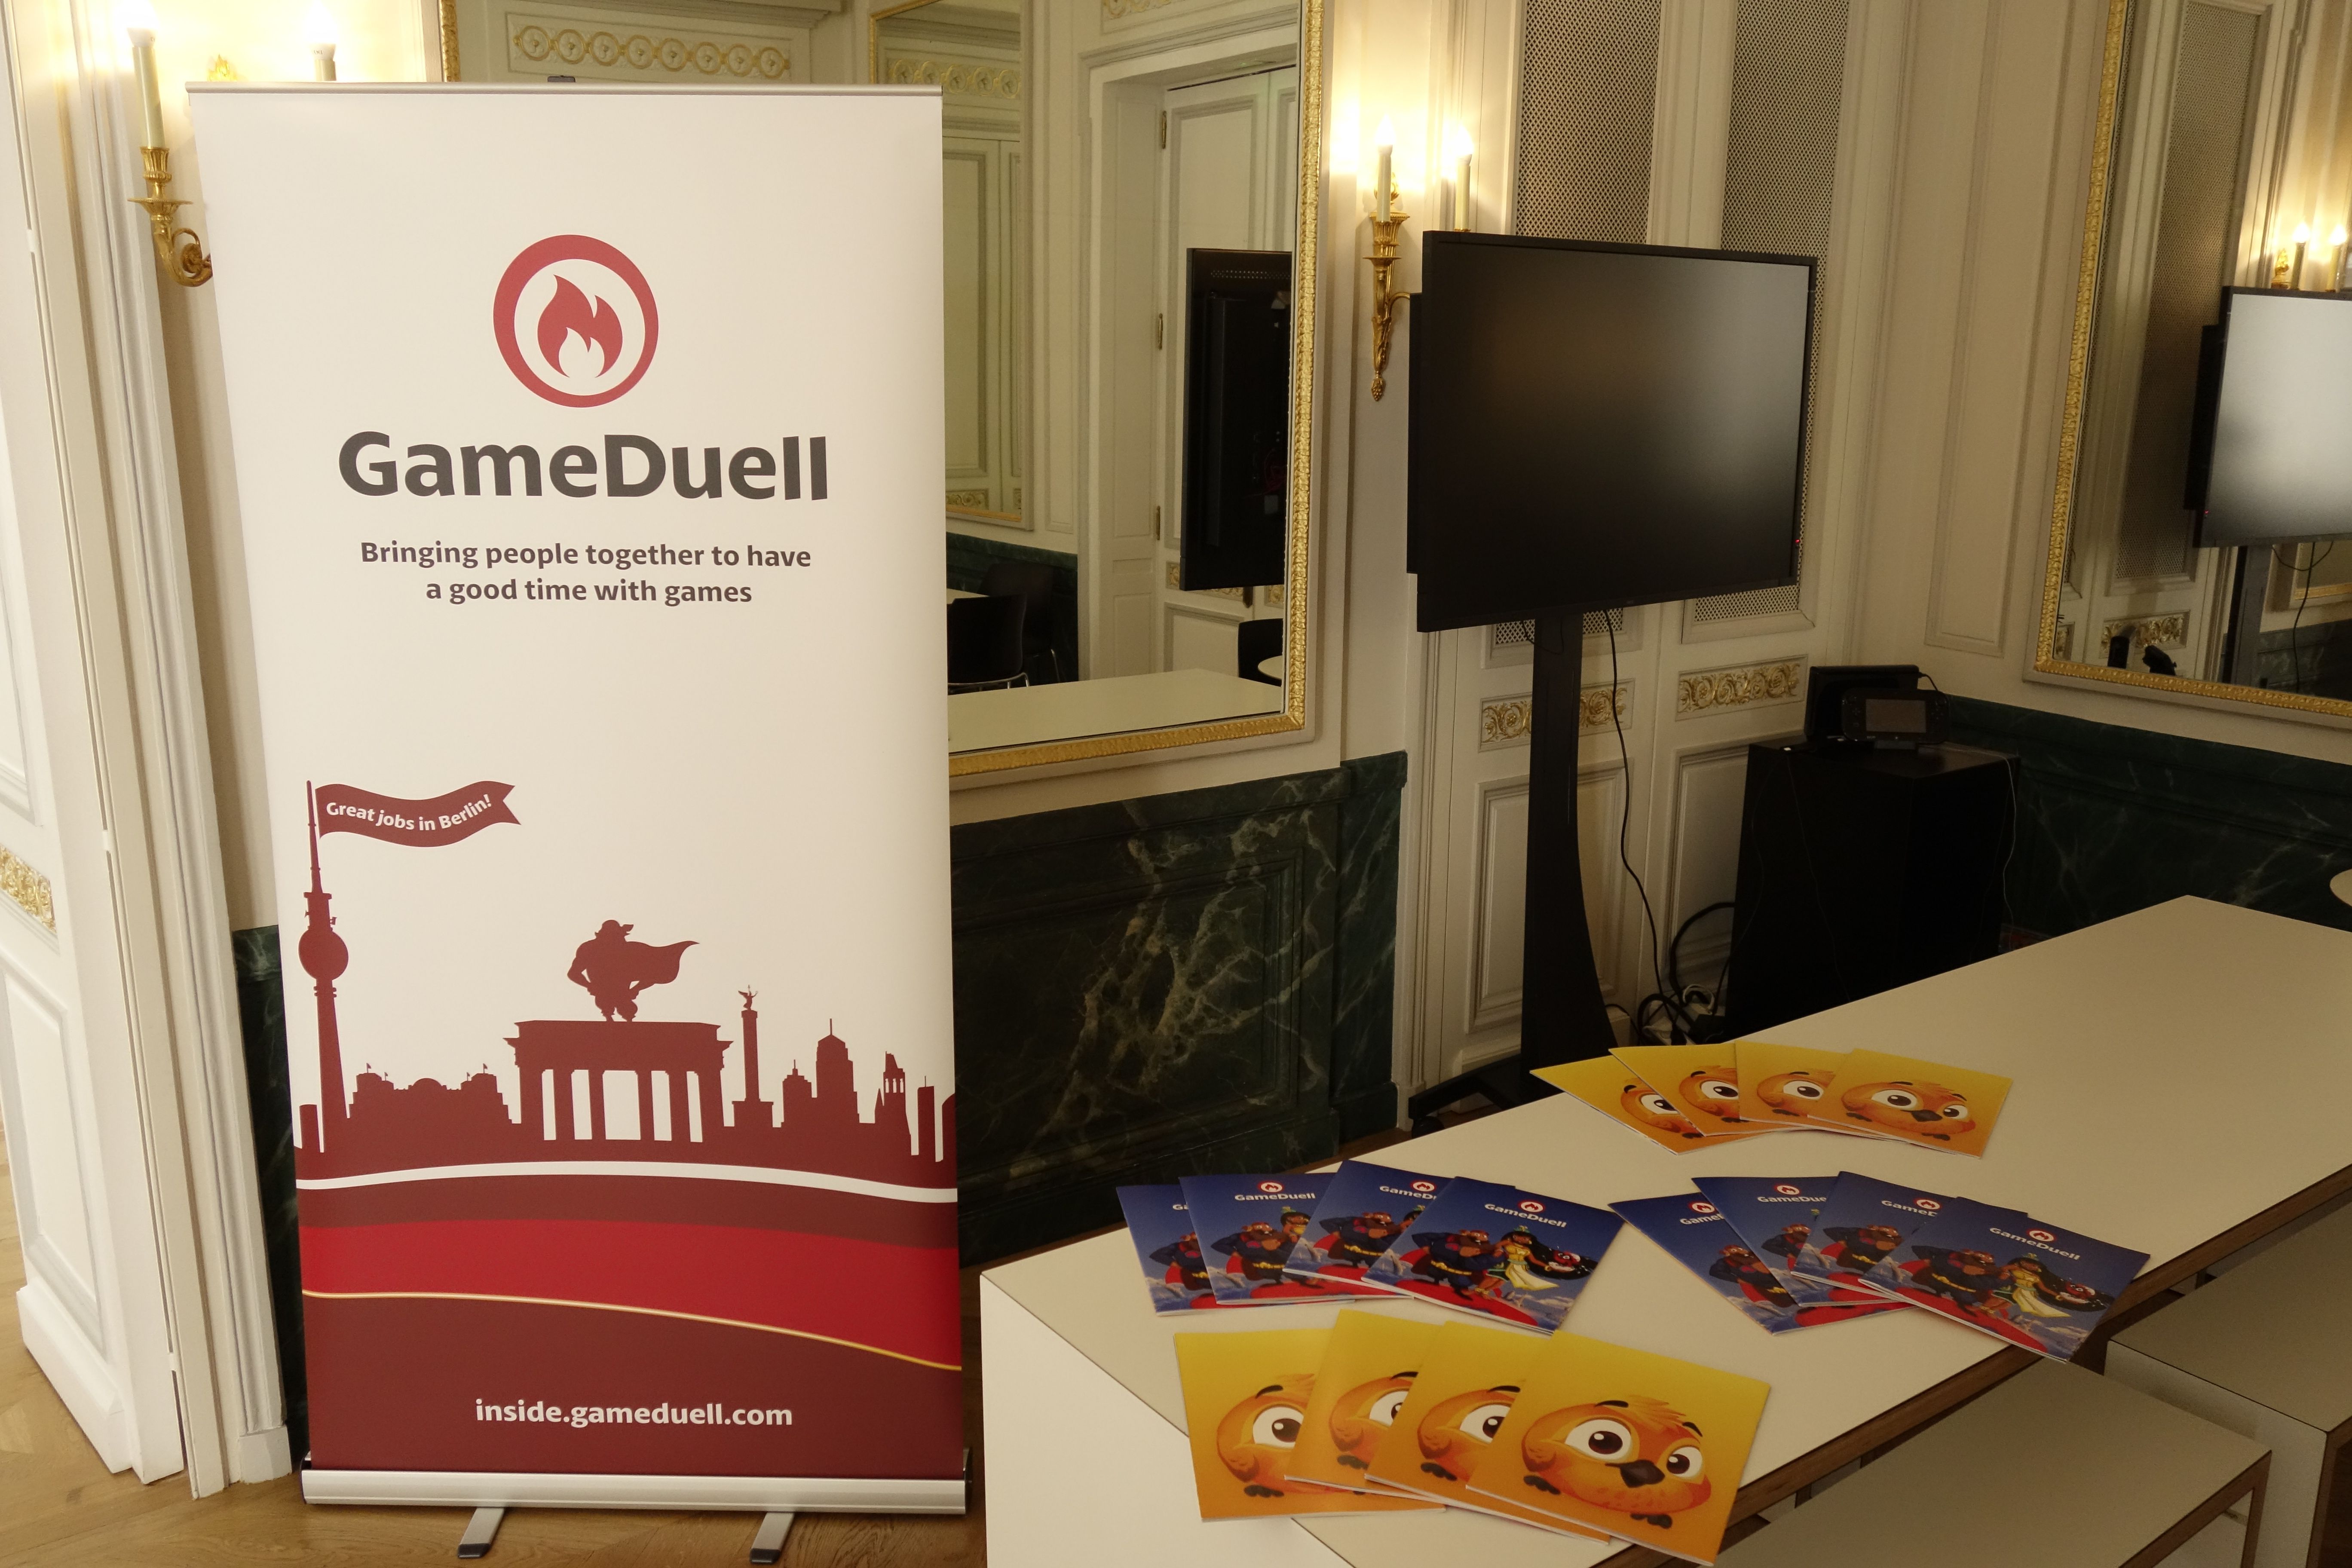 GameDuell
Bringing people together to have
a good time with games
Great jobs in Berlin!
inside.gameduell.com
GameDuell
GameDuell
GameDuell